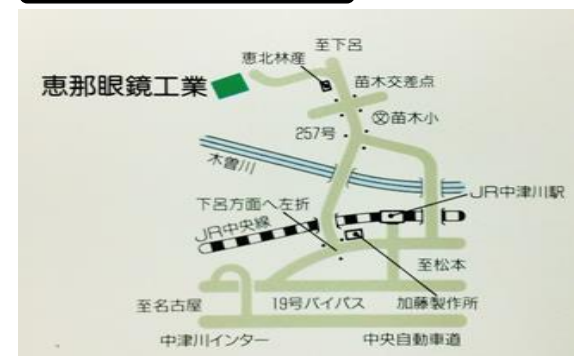 至下呂
恵北林産
恵那眼鏡工業
苗木交差点
文苗木小
257号
木曽川
JR中津川駅
下呂方面へ左折
JR中央線
至松本
至名古屋
19号バイパス
加藤製作所
中津川インター
中央自動車道